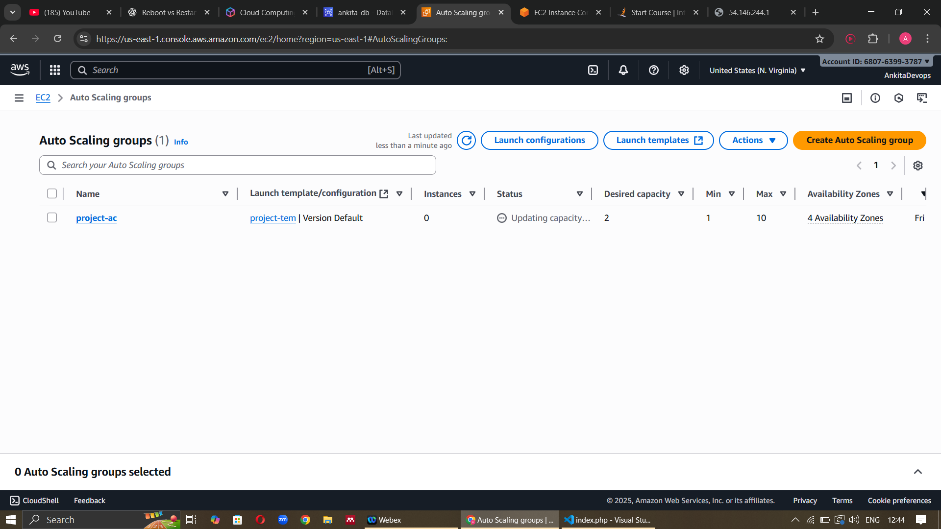 (185) YouTube
Reboot vs Resta
Cloud Computin
ankita_db - Data
Auto Scaling gro
EC2 Instance Co
Start Course | In
54.146.244.1
https://us-east-1.console.aws.amazon.com/ec2/home?region=us-east-1#AutoScalingGroups:
A
aws
Search
[Alt+S]
United States (N. Virginia)
Account ID: 6807-6399-3787
AnkitaDevops
EC2
Auto Scaling groups
Auto Scaling groups (1) Info
Last updated
less than a minute ago
Launch configurations
Launch templates
Actions
Create Auto Scaling group
Search your Auto Scaling groups
1
Name
Launch template/configuration
Instances
Status
Desired capacity
Min
Max
Availability Zones
project-ac
project-tem | Version Default
0
Updating capacity...
2
1
10
4 Availability Zones
Fri
0 Auto Scaling groups selected
CloudShell
Feedback
© 2025, Amazon Web Services, Inc. or its affiliates.
Privacy
Terms
Cookie preferences
Search
Webex
Auto Scaling groups | ...
index.php - Visual Stu...
ENG
12:44